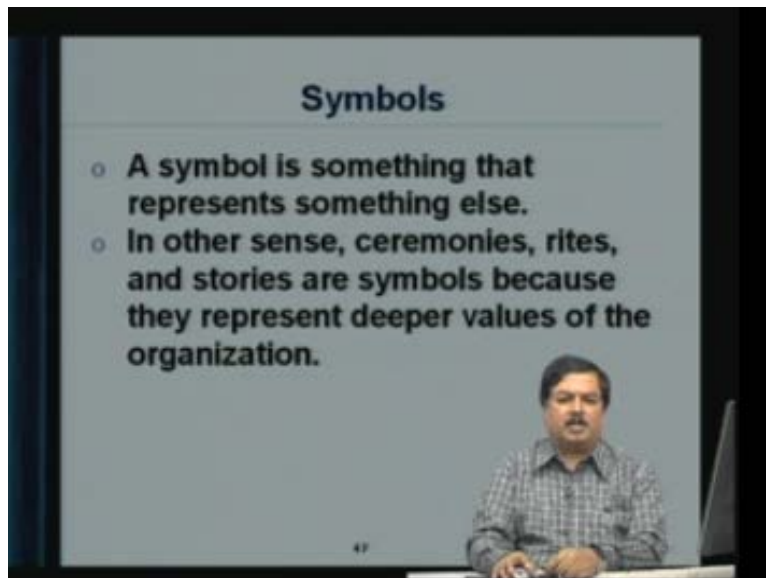 Symbols
o A symbol is something that
represents something else.
o In other sense, ceremonies, rites,
and stories are symbols because
they represent deeper values of the
organization.
47